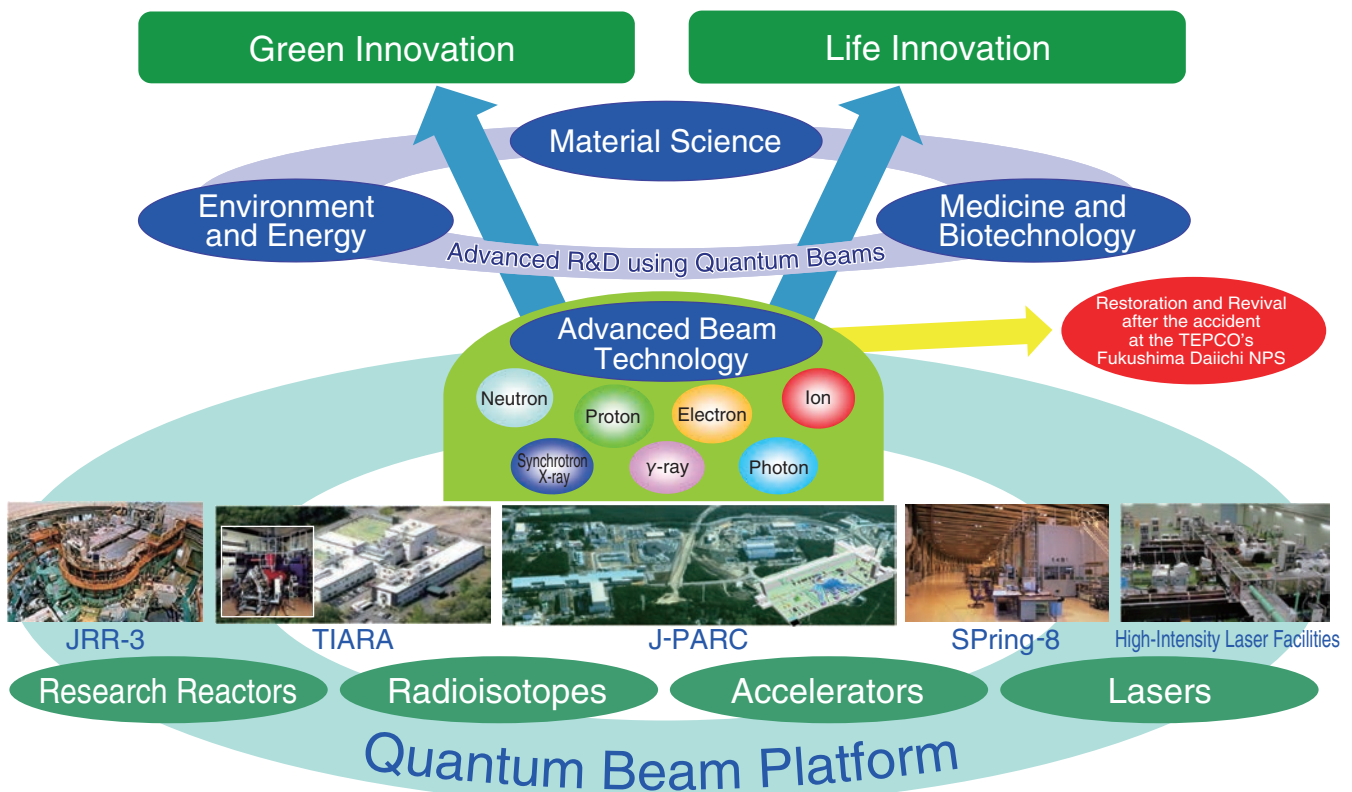 Green Innovation
Life Innovation
Material Science
Environment
and Energy
Medicine and
Biotechnology
Advanced R&D using Quantum Beams
Restoration and Revival
after the accident
at the TEPCO's
Fukushima Daiichi NPS
Advanced Beam
Technology
Neutron
Proton
Electron
Ion
Synchrotron
X-ray
γ-ray
Photon
JRR-3
TIARA
J-PARC
SPring-8
High-Intensity Laser Facilities
Research Reactors
Radioisotopes
Accelerators
Lasers
Quantum Beam Platform